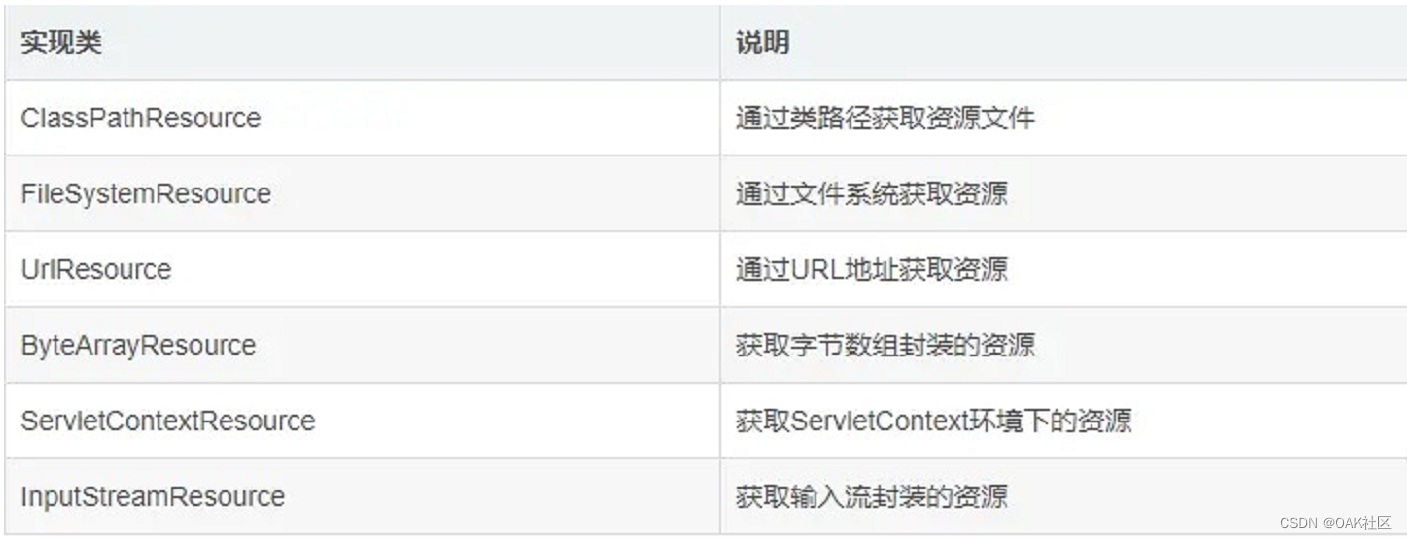 实现类 说明
ClassPathResource 通过类路径获取资源文件
FileSystemResource 通过文件系统获取资源
UrlResource 通过URL地址获取资源
ByteArrayResource 获取字节数组封装的资源
ServletContextResource 获取ServletContext环境下的资源
InputStreamResource 获取输入流封装的资源
CSDN @OAK社区